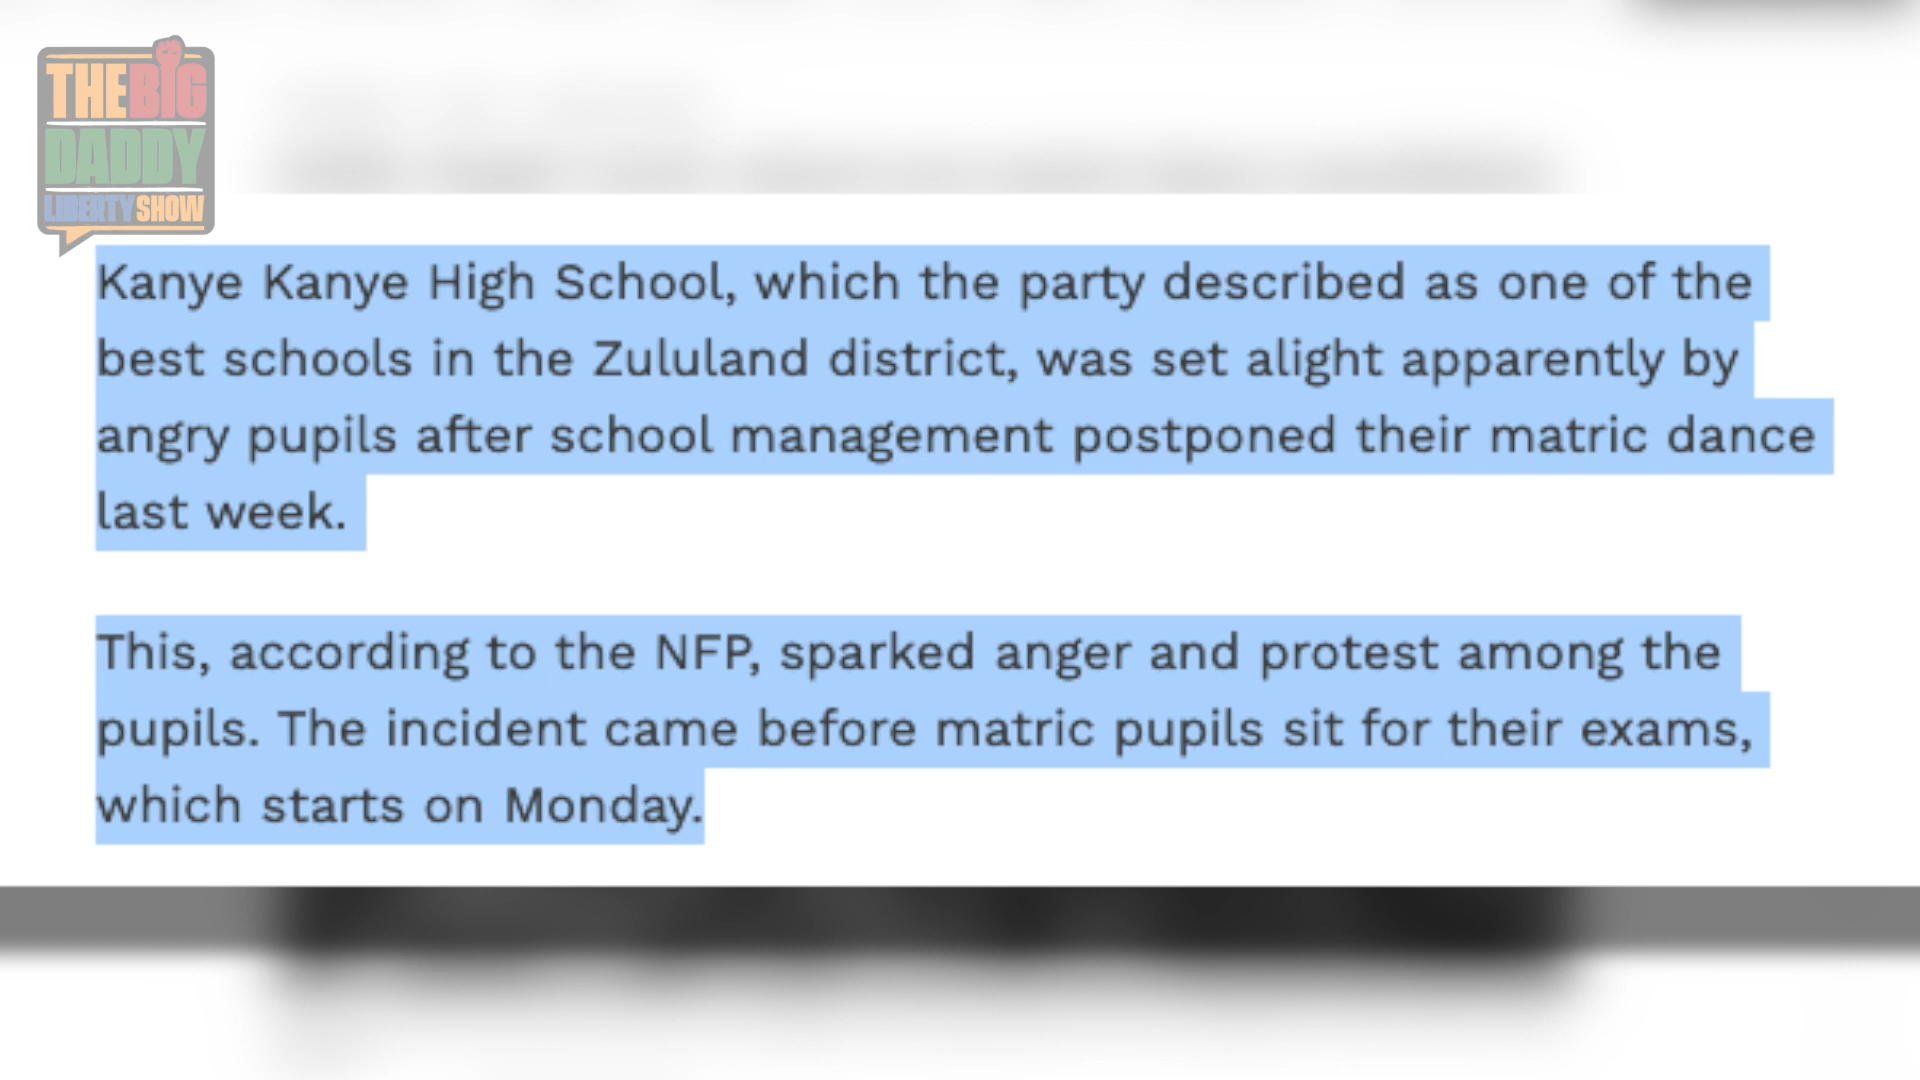 THE BIG
DADDY
LIBERTY SHOW
Kanye Kanye High School, which the party described as one of the
best schools in the Zululand district, was set alight apparently by
angry pupils after school management postponed their matric dance
last week.
This, according to the NFP, sparked anger and protest among the
pupils. The incident came before matric pupils sit for their exams,
which starts on Monday.